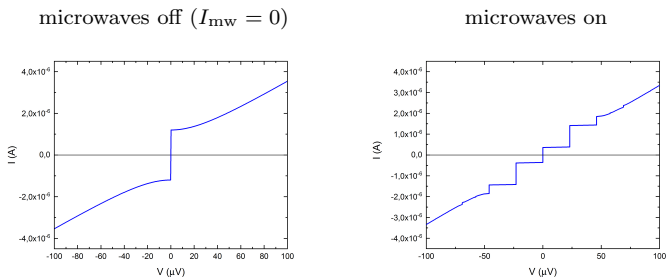 microwaves off (I_mw = 0)
microwaves on
4,0x10⁻⁶
2,0x10⁻⁶
0,0
-2,0x10⁻⁶
-4,0x10⁻⁶
I (A)
-100 -80 -60 -40 -20 0 20 40 60 80 100
V (µV)
4,0x10⁻⁶
3,0x10⁻⁶
2,0x10⁻⁶
1,0x10⁻⁶
0,0
-1,0x10⁻⁶
-2,0x10⁻⁶
-3,0x10⁻⁶
-4,0x10⁻⁶
I (A)
-100 -50 0 50 100
V (µV)